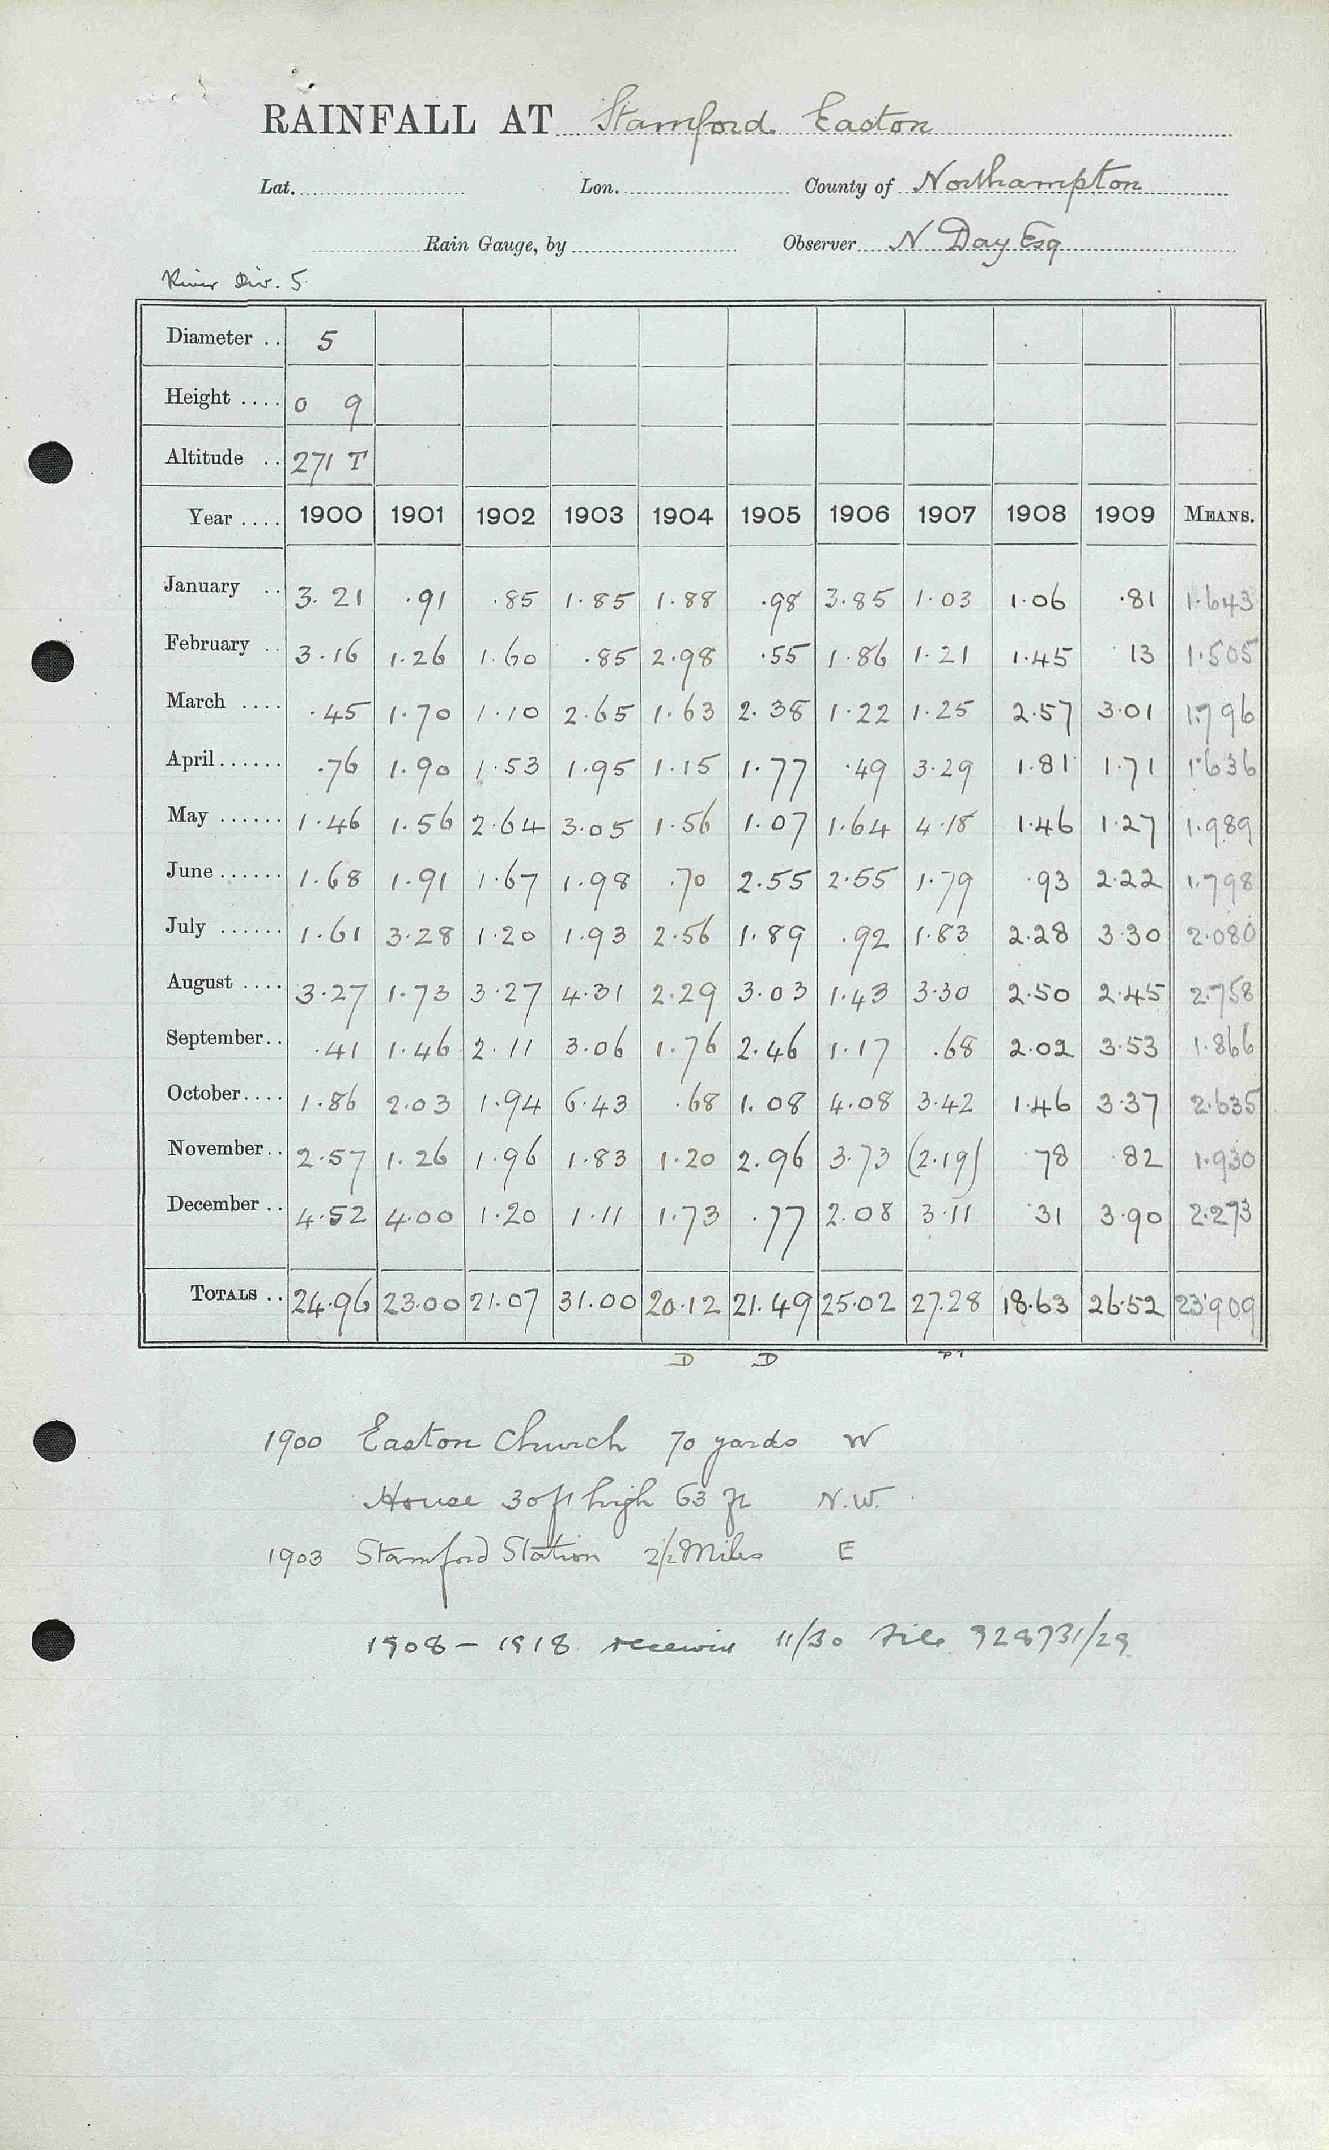 RAINFALL AT Stamford Easton
Lat. Lon. County of Northampton
Rain Gauge, by Observer N Day Esq
River Div. 5.
Diameter .. 5
Height .... 0 9
Altitude .. 271 T
Year .... 1900 1901 1902 1903 1904 1905 1906 1907 1908 1909 MEANS.
January .. 3.21 .91 .85 1.85 1.88 .98 3.85 1.03 1.06 .81 1.643
February .. 3.16 1.26 1.60 .85 2.98 .55 1.86 1.21 1.45 13 1.505
March .... .45 1.70 1.10 2.65 1.63 2.38 1.22 1.25 2.57 3.01 1.796
April ...... .76 1.90 1.53 1.95 1.15 1.77 .49 3.29 1.81 1.71 1.636
May ...... 1.46 1.56 2.64 3.05 1.56 1.07 1.64 4.18 1.46 1.27 1.989
June ...... 1.68 1.91 1.67 1.98 .70 2.55 2.55 1.79 .93 2.22 1.798
July ...... 1.61 3.28 1.20 1.93 2.56 1.89 .92 1.83 2.28 3.30 2.080
August .... 3.27 1.73 3.27 4.31 2.29 3.03 1.43 3.30 2.50 2.45 2.758
September .. .41 1.46 2.11 3.06 1.76 2.46 1.17 .68 2.02 3.53 1.866
October .... 1.86 2.03 1.94 6.43 .68 1.08 4.08 3.42 1.46 3.37 2.635
November .. 2.57 1.26 1.96 1.83 1.20 2.96 3.73 (2.19) 78 .82 1.930
December .. 4.52 4.00 1.20 1.11 1.73 .77 2.08 3.11 31 3.90 2.273
TOTALS .. 24.96 23.00 21.07 31.00 20.12 21.49 25.02 27.28 18.63 26.52 23.909
D D
1900 Easton Church 70 yards W
House 30ft high 63 ft N.W.
1903 Stamford Station 2½ Miles E
1908 – 1918 11/30 file 928731/29